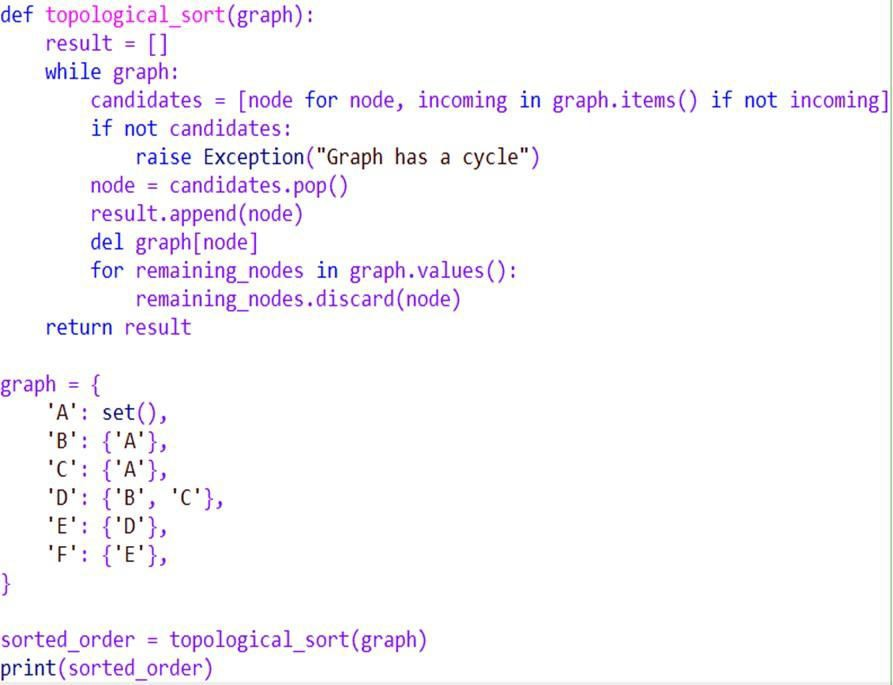 def topological_sort(graph):
    result = []
    while graph:
        candidates = [node for node, incoming in graph.items() if not incoming]
        if not candidates:
            raise Exception("Graph has a cycle")
        node = candidates.pop()
        result.append(node)
        del graph[node]
        for remaining_nodes in graph.values():
            remaining_nodes.discard(node)
    return result

graph = {
    'A': set(),
    'B': {'A'},
    'C': {'A'},
    'D': {'B', 'C'},
    'E': {'D'},
    'F': {'E'},
}

sorted_order = topological_sort(graph)
print(sorted_order)